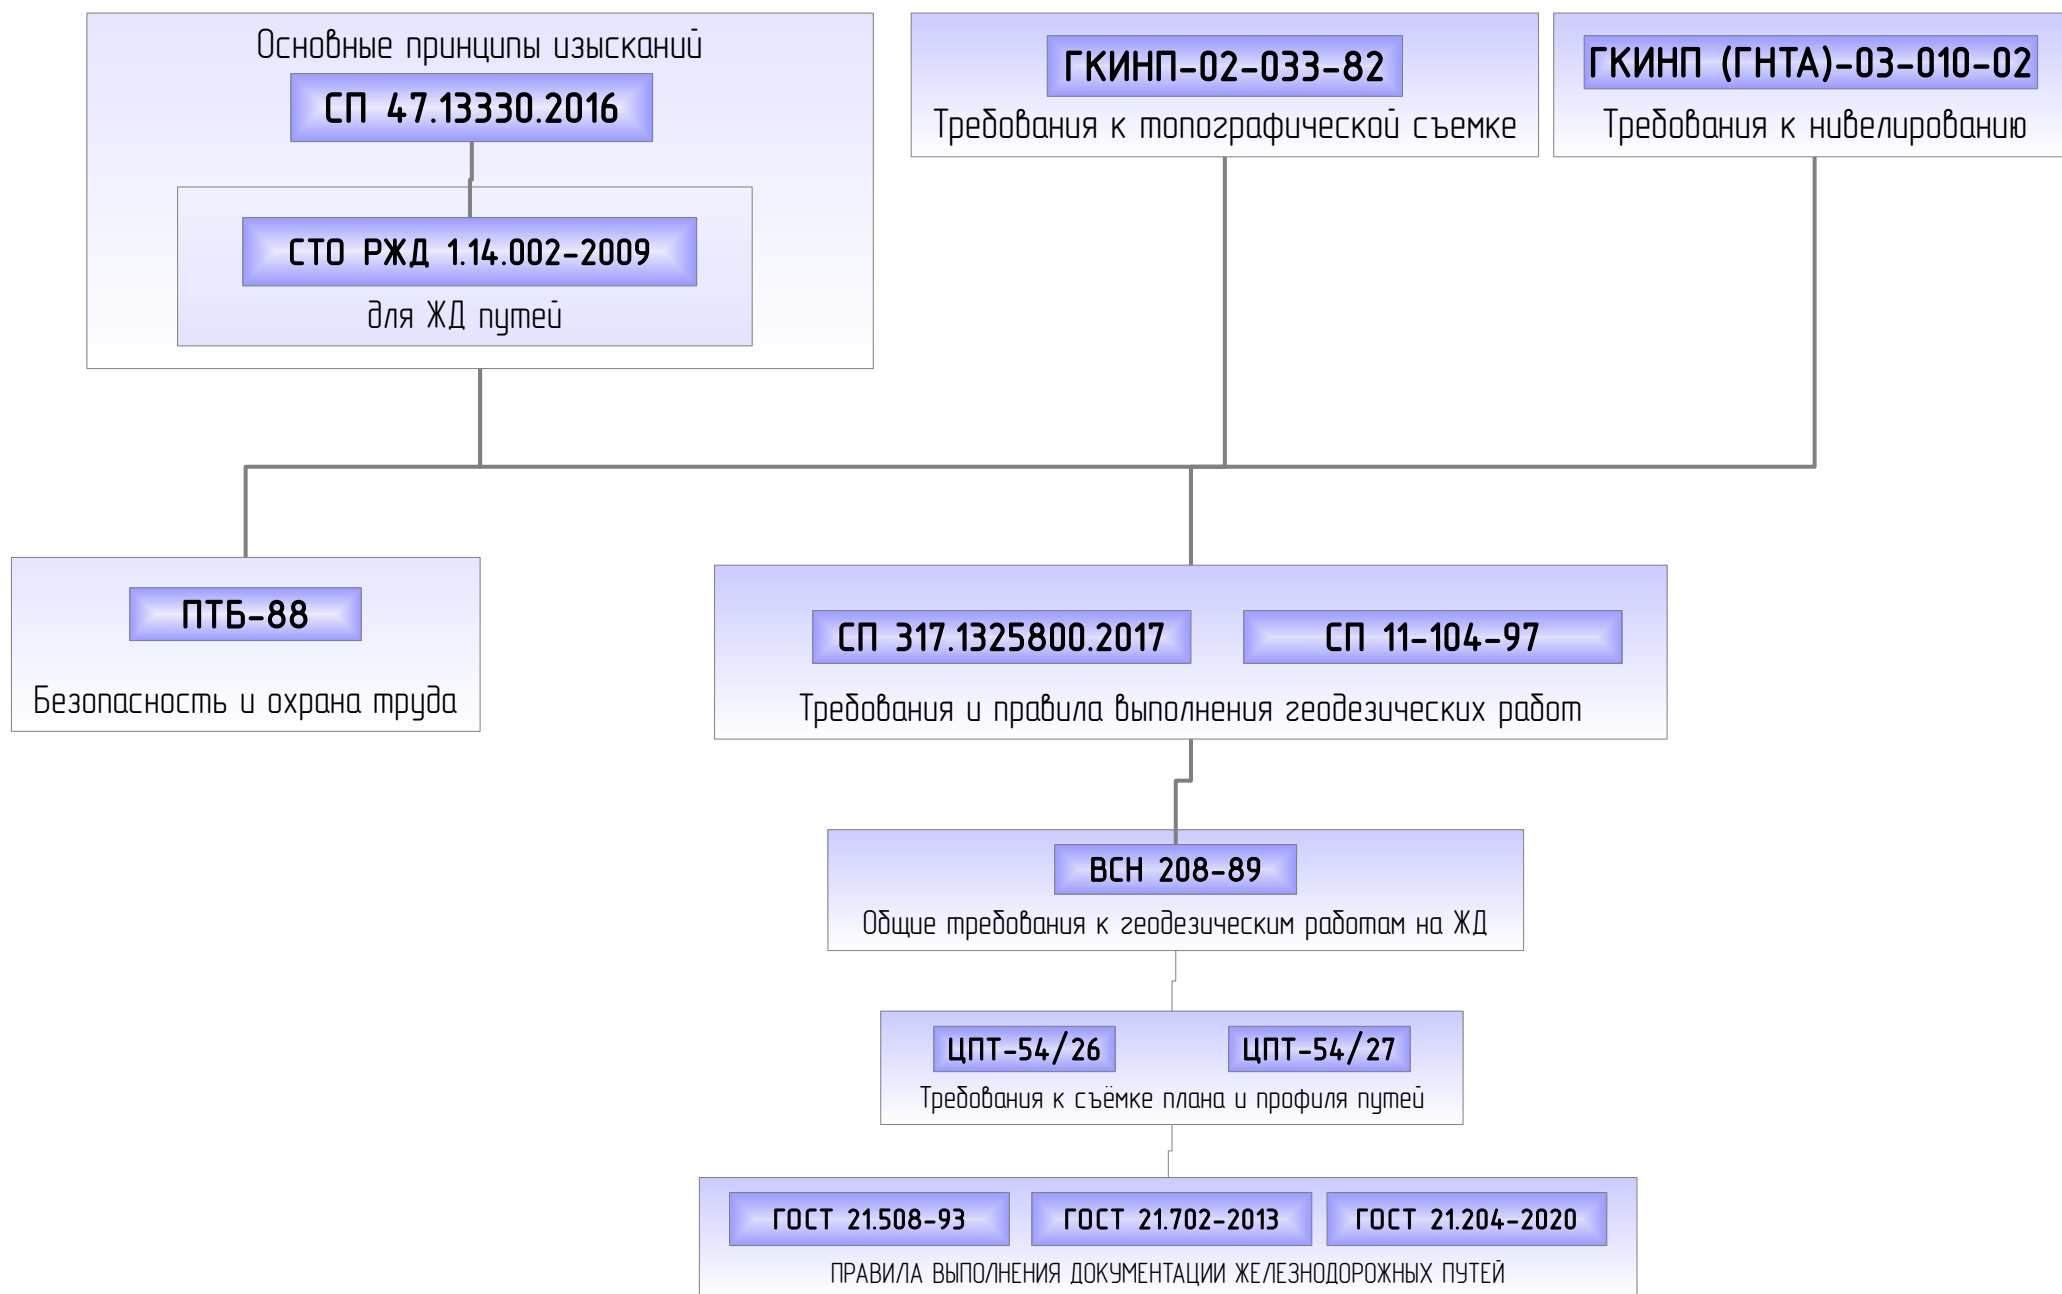 Основные принципы изысканий
СП 47.13330.2016
СТО РЖД 1.14.002-2009
для ЖД путей
ГКИНП-02-033-82
Требования к топографической съемке
ГКИНП (ГНТА)-03-010-02
Требования к нивелированию
ПТБ-88
Безопасность и охрана труда
СП 317.1325800.2017
СП 11-104-97
Требования и правила выполнения геодезических работ
ВСН 208-89
Общие требования к геодезическим работам на ЖД
ЦПТ-54/26
ЦПТ-54/27
Требования к съёмке плана и профиля путей
ГОСТ 21.508-93
ГОСТ 21.702-2013
ГОСТ 21.204-2020
ПРАВИЛА ВЫПОЛНЕНИЯ ДОКУМЕНТАЦИИ ЖЕЛЕЗНОДОРОЖНЫХ ПУТЕЙ